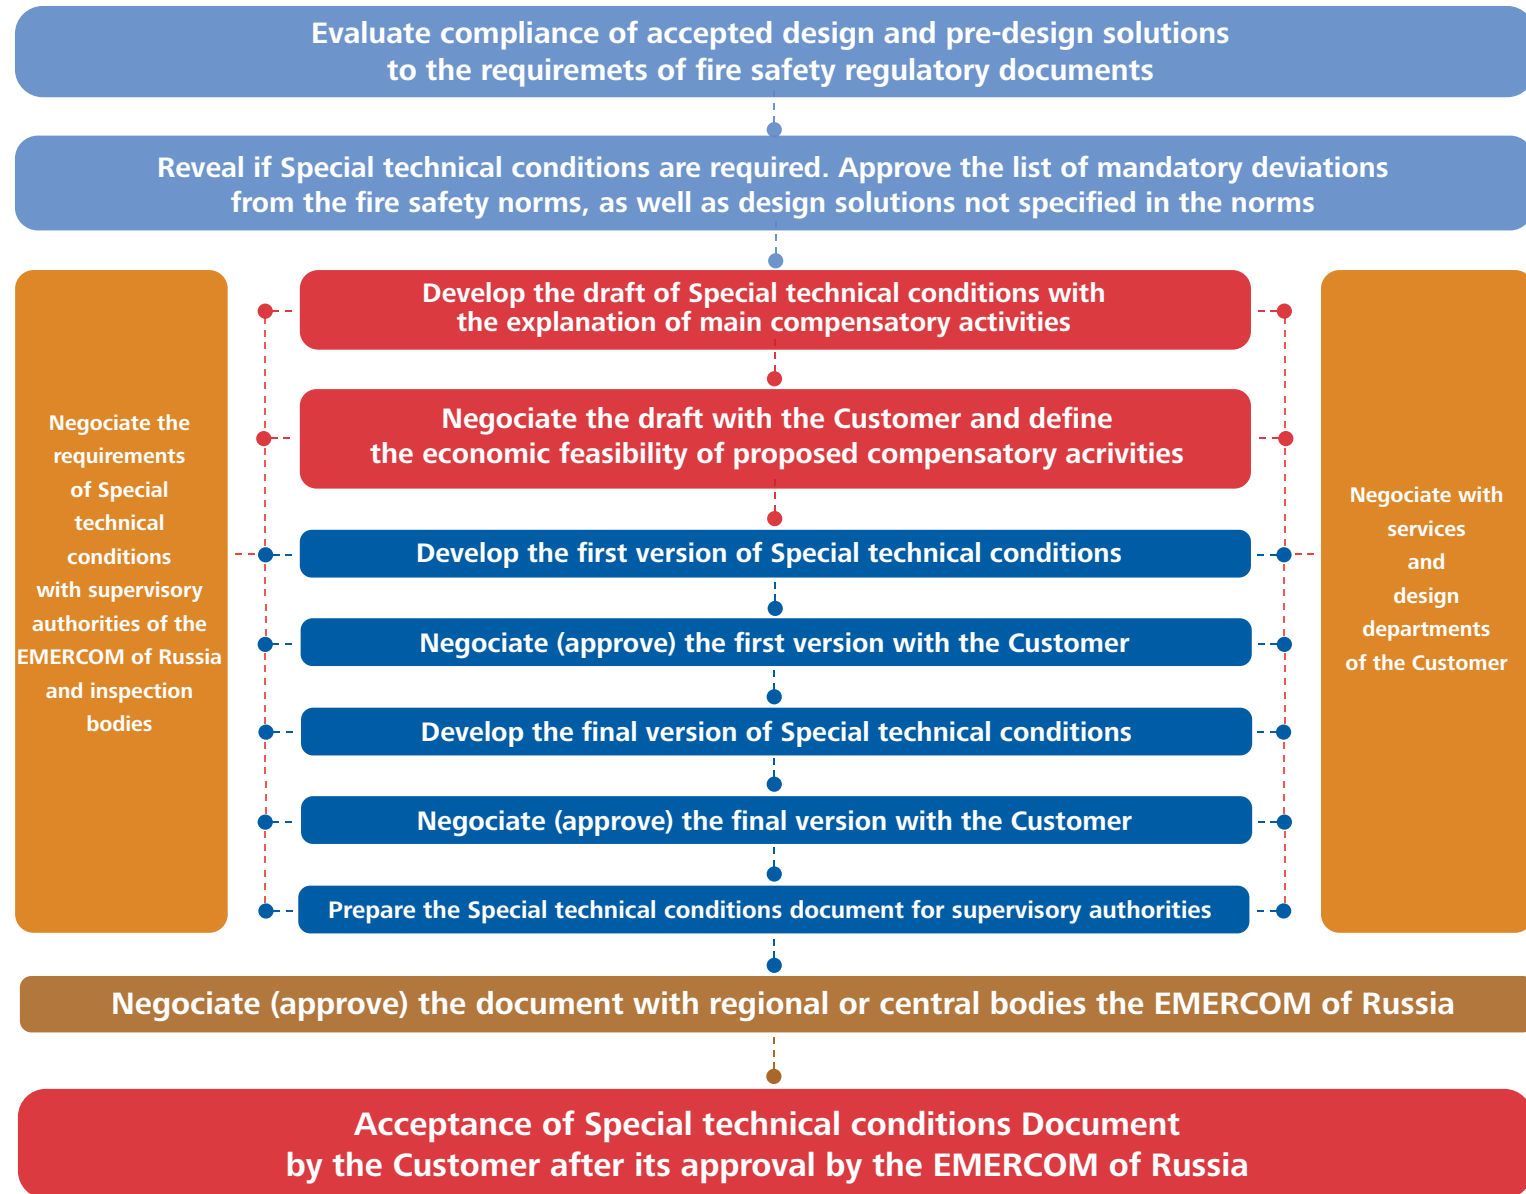 Evaluate compliance of accepted design and pre-design solutions
to the requiremets of fire safety regulatory documents
Reveal if Special technical conditions are required. Approve the list of mandatory deviations
from the fire safety norms, as well as design solutions not specified in the norms
Negociate the
requirements
of Special
technical
conditions
with supervisory
authorities of the
EMERCOM of Russia
and inspection
bodies
Develop the draft of Special technical conditions with
the explanation of main compensatory activities
Negociate the draft with the Customer and define
the economic feasibility of proposed compensatory acrivities
Develop the first version of Special technical conditions
Negociate (approve) the first version with the Customer
Develop the final version of Special technical conditions
Negociate (approve) the final version with the Customer
Prepare the Special technical conditions document for supervisory authorities
Negociate with
services
and
design
departments
of the Customer
Negociate (approve) the document with regional or central bodies the EMERCOM of Russia
Acceptance of Special technical conditions Document
by the Customer after its approval by the EMERCOM of Russia